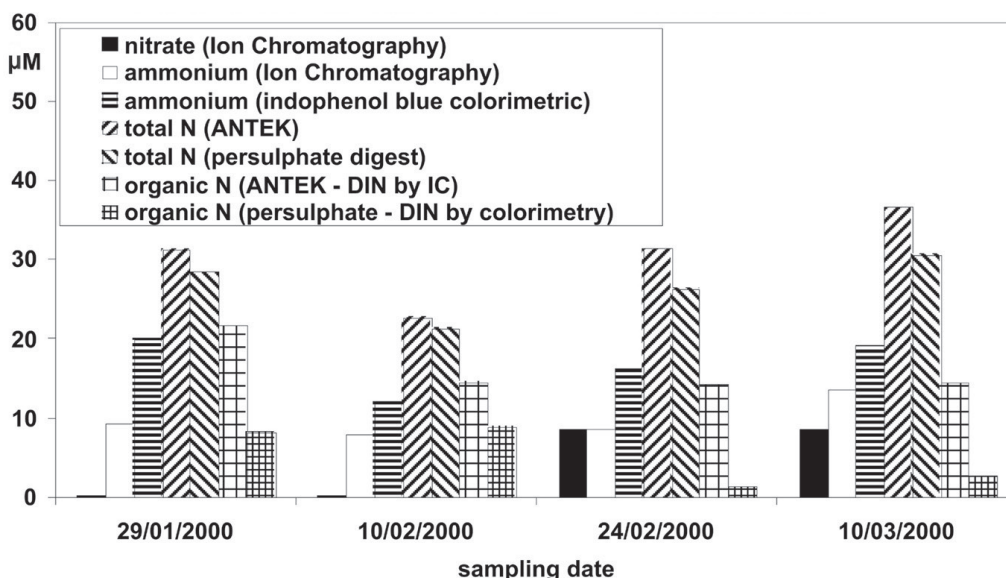 60
µM
50
40
30
20
10
0
nitrate (Ion Chromatography)
ammonium (Ion Chromatography)
ammonium (indophenol blue colorimetric)
total N (ANTEK)
total N (persulphate digest)
organic N (ANTEK - DIN by IC)
organic N (persulphate - DIN by colorimetry)
29/01/2000 10/02/2000 24/02/2000 10/03/2000
sampling date